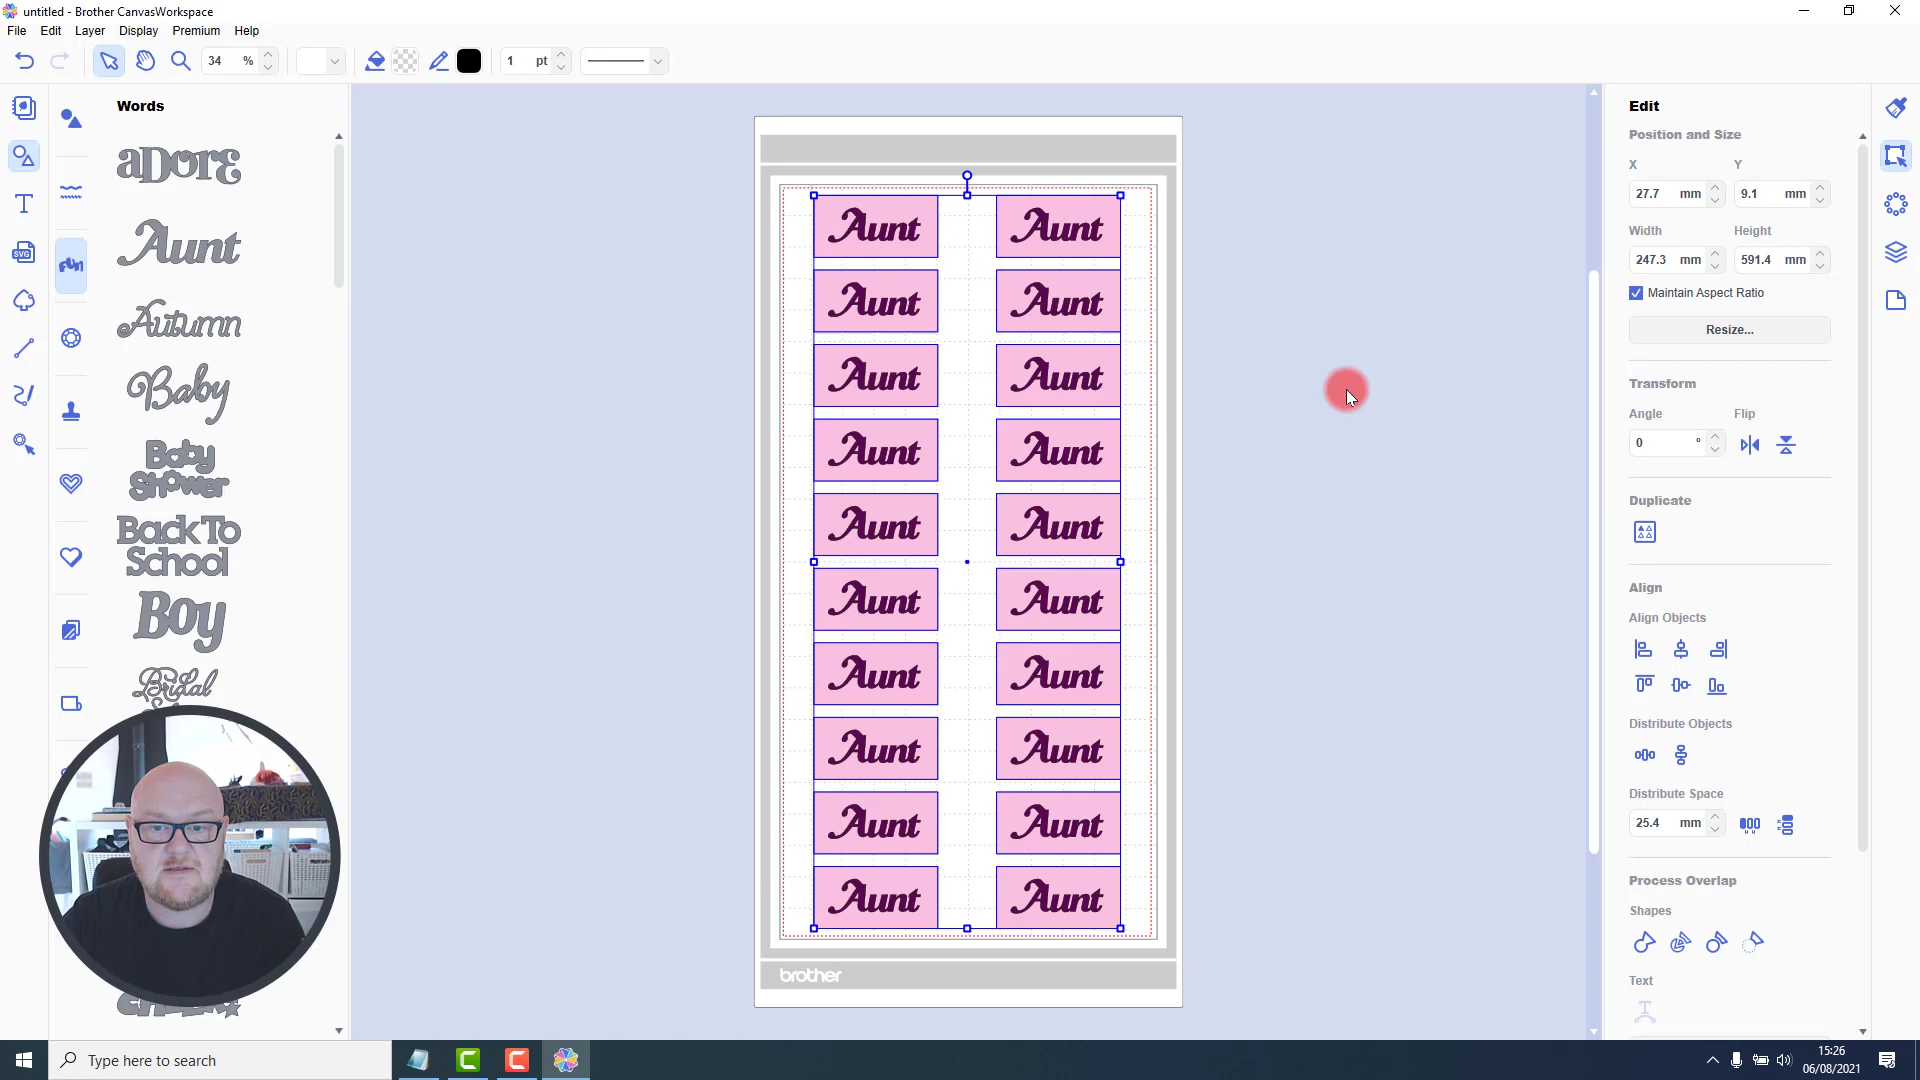 untitled - Brother CanvasWorkspace
File Edit Layer Display Premium Help
34 %
1 pt
Words
aDORE
Aunt
Autumn
Baby
Baby
Shower
Back To
School
Boy
Bridal
SVG
FUN
Aunt Aunt
Aunt Aunt
Aunt Aunt
Aunt Aunt
Aunt Aunt
Aunt Aunt
Aunt Aunt
Aunt Aunt
Aunt Aunt
Aunt Aunt
brother
Edit
Position and Size
X Y
27.7 mm 9.1 mm
Width Height
247.3 mm 591.4 mm
Maintain Aspect Ratio
Resize...
Transform
Angle Flip
0 °
Duplicate
Align
Align Objects
Distribute Objects
Distribute Space
25.4 mm
Process Overlap
Shapes
Text
Type here to search
15:26
06/08/2021